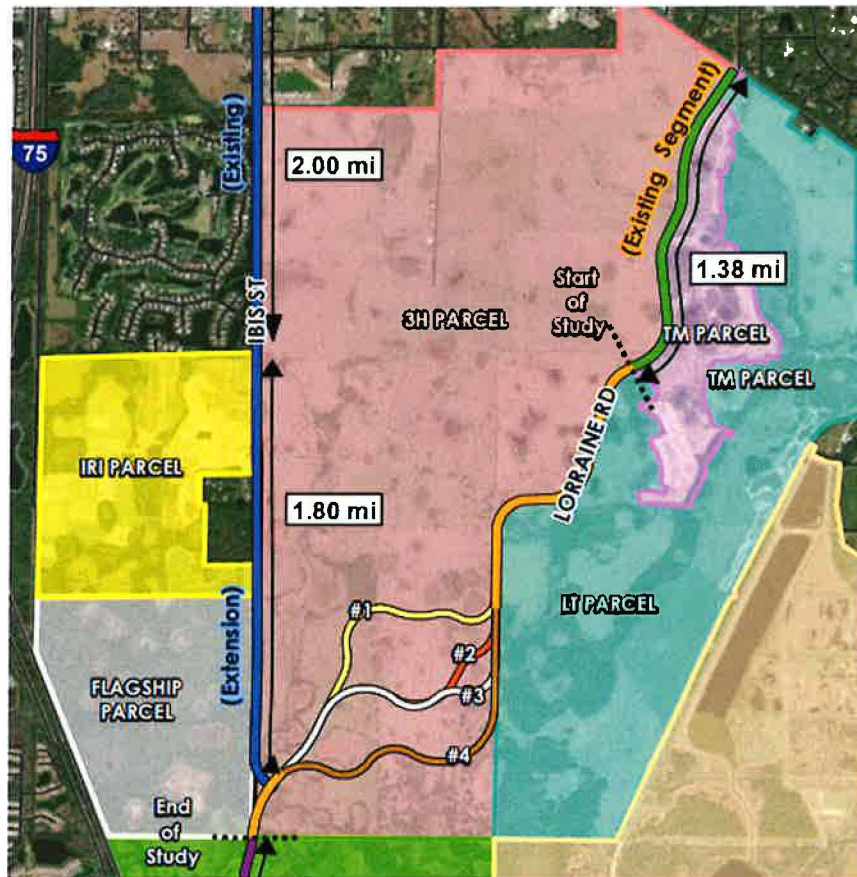 75
(Existing)
2.00 mi
(Existing Segment)
IBIS ST
3H PARCEL
Start
of
Study
1.38 mi
TM PARCEL
TM PARCEL
IRI PARCEL
1.80 mi
LORRAINE RD
(Extension)
#1
LT PARCEL
#2
FLAGSHIP
PARCEL
#3
#4
End
of
Study